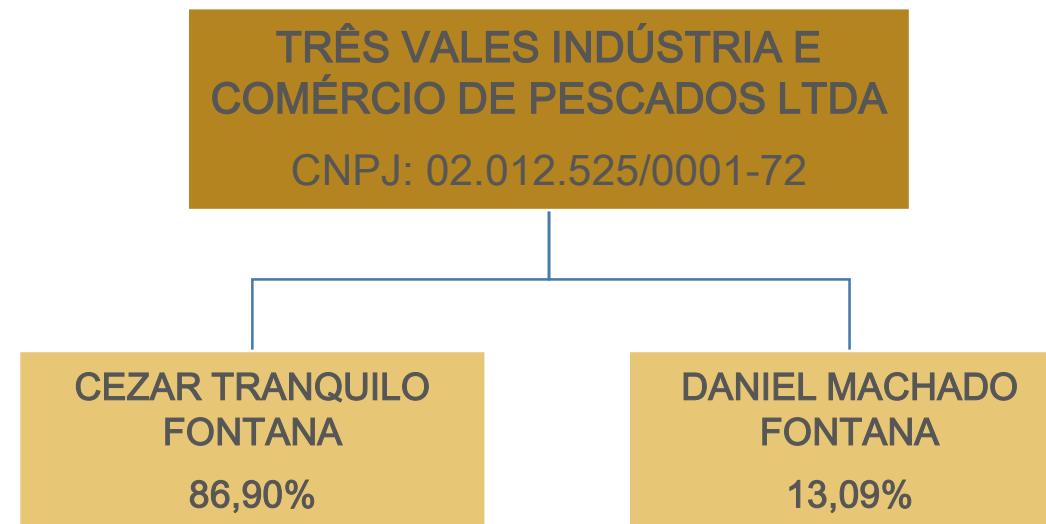 TRÊS VALES INDÚSTRIA E
COMÉRCIO DE PESCADOS LTDA
CNPJ: 02.012.525/0001-72
CEZAR TRANQUILO
FONTANA
86,90%
DANIEL MACHADO
FONTANA
13,09%